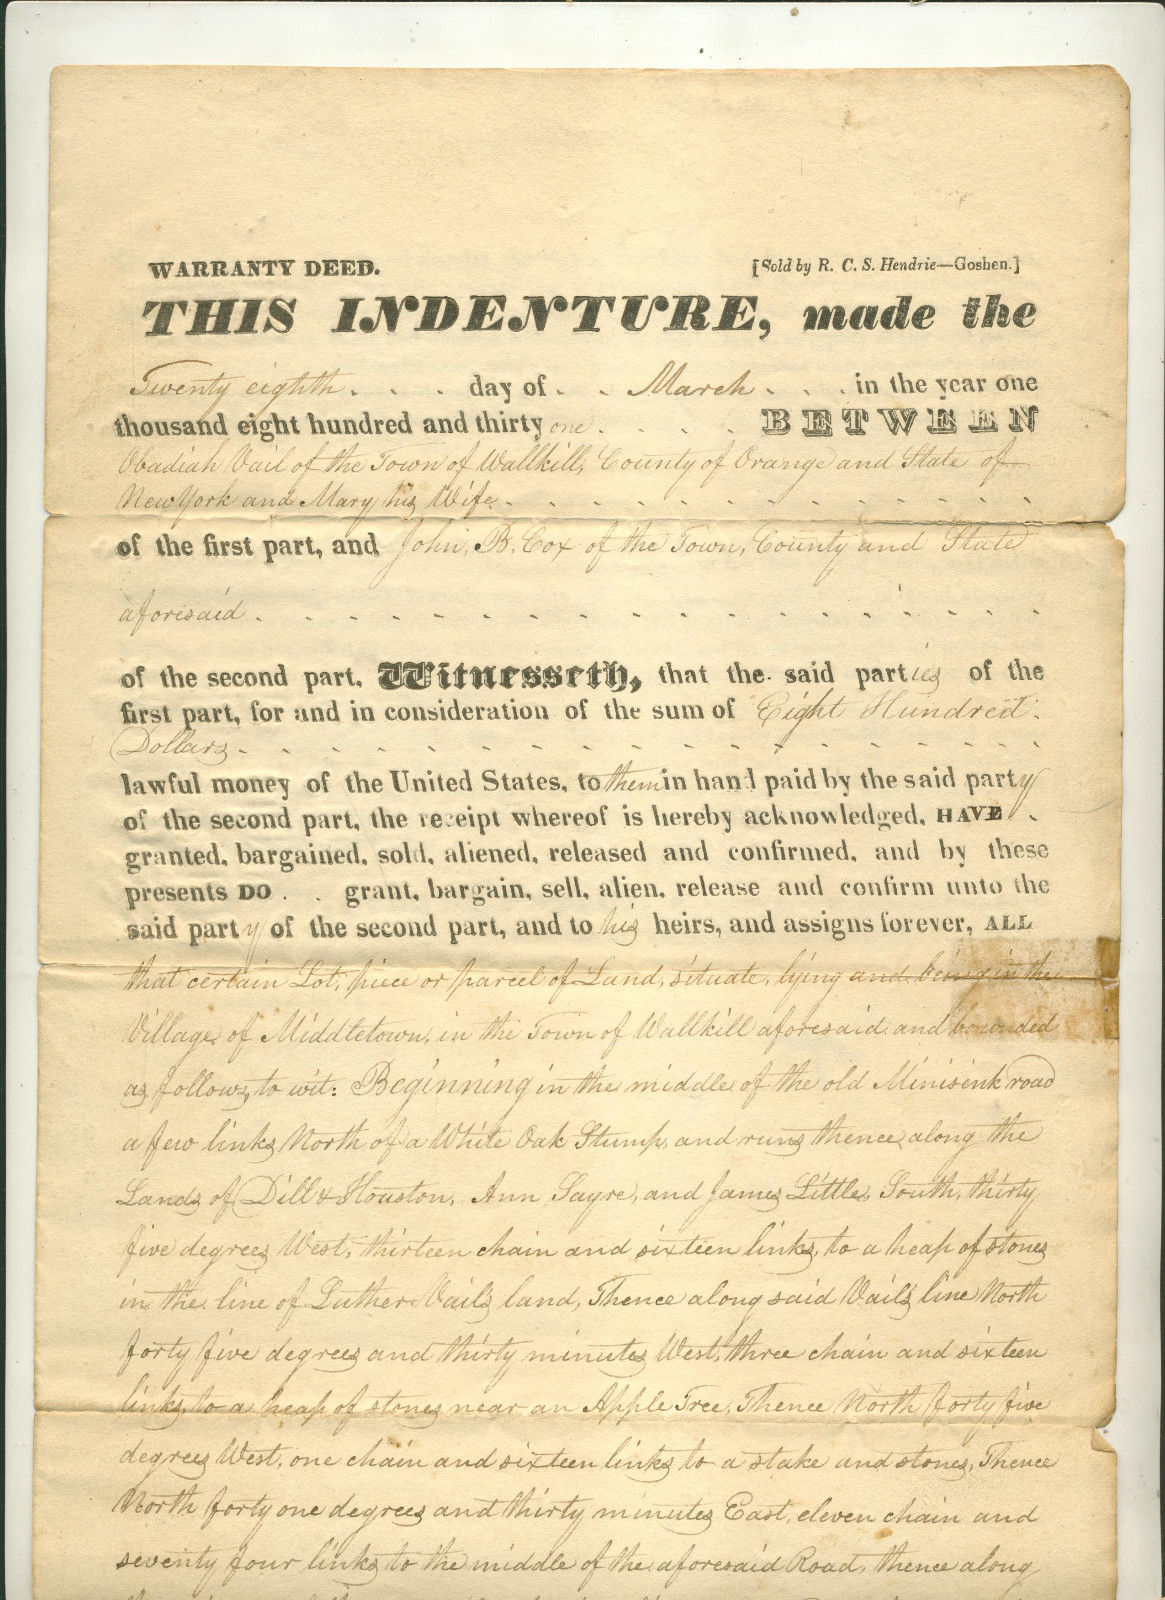 WARRANTY DEED. [Sold by R. C. S. Hendrie—Goshen.]
THIS INDENTURE, made the
Twenty eighth . . . day of . . March . . . in the year one
thousand eight hundred and thirty one . . . . BETWEEN
Obadiah Vail of the Town of Wallkill, County of Orange and State of
New York and Mary his Wife
of the first part, and John B. Cox of the Town, County and State
aforesaid
of the second part, Witnesseth, that the said parties of the
first part, for and in consideration of the sum of Eight Hundred
Dollars
lawful money of the United States, to them in hand paid by the said party
of the second part, the receipt whereof is hereby acknowledged, HAVE .
granted, bargained, sold, aliened, released and confirmed, and by these
presents DO . . grant, bargain, sell, alien, release and confirm unto the
said party of the second part, and to his heirs, and assigns forever, ALL
that certain Lot, piece or parcel of Land, situate, lying and being in the
Village of Middletown, in the Town of Wallkill aforesaid and bounded
as follows, to wit: Beginning in the middle of the old Minisink road
a few links North of a White Oak Stump, and runs thence along the
Lands of Dill & Houston, Ann Sayre, and James Little, South, thirty
five degrees West, thirteen chain and sixteen links, to a heap of stones
in the line of Luther Vail's land, Thence along said Vail's line North
forty five degrees and thirty minutes West, three chain and sixteen
links, to a heap of stones near an Apple Tree, Thence North forty five
degrees West, one chain and sixteen links to a stake and stones, Thence
North forty one degrees and thirty minutes East, eleven chain and
seventy four links to the middle of the aforesaid Road, thence along